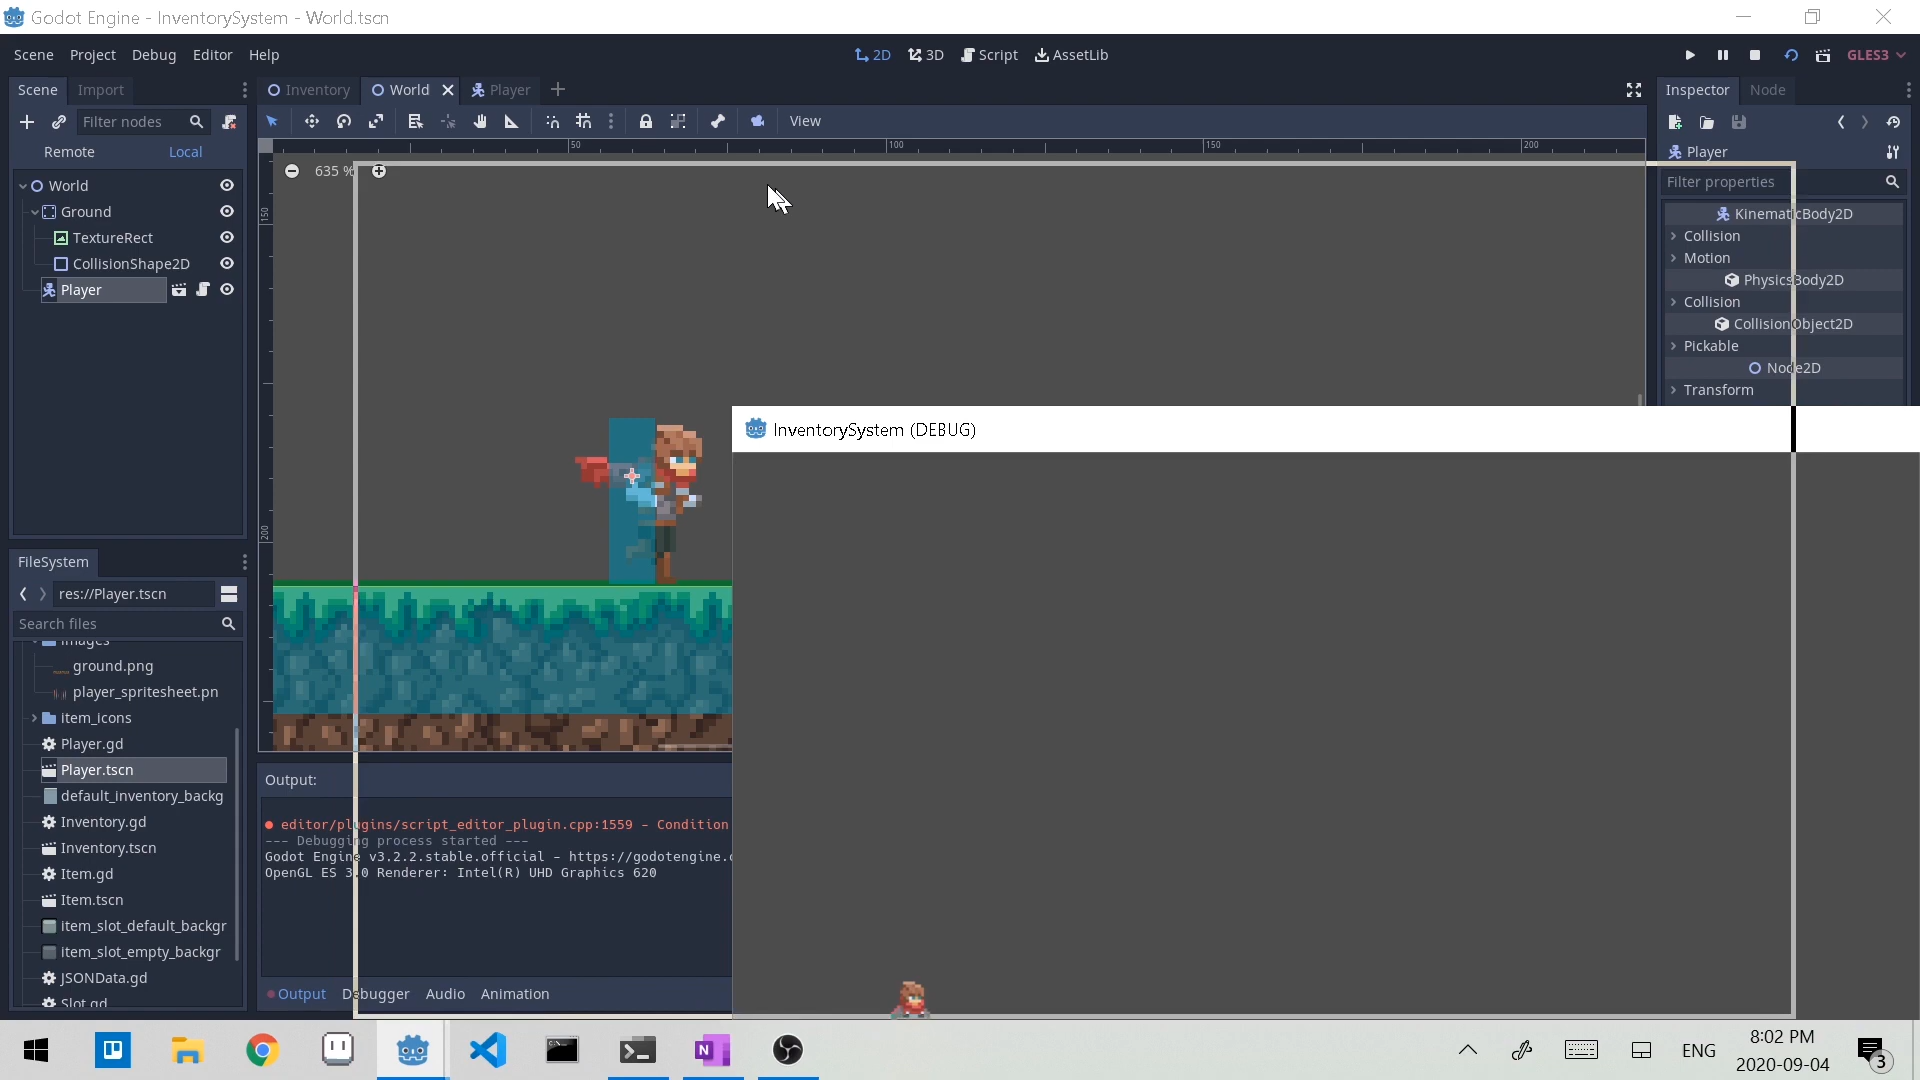 Godot Engine - InventorySystem - World.tscn
Scene Project Debug Editor Help
2D 3D Script AssetLib
GLES3
Scene Import
Inventory World Player
Inspector Node
Filter nodes
View
Remote Local
Player
50 100 150 200
635 %
Filter properties
World
Ground
TextureRect
CollisionShape2D
Player
150
200
KinematicBody2D
Collision
Motion
PhysicsBody2D
Collision
CollisionObject2D
Pickable
Node2D
Transform
InventorySystem (DEBUG)
FileSystem
res://Player.tscn
Search files
images
ground.png
player_spritesheet.pn
item_icons
Player.gd
Player.tscn
default_inventory_backg
Inventory.gd
Inventory.tscn
Item.gd
Item.tscn
item_slot_default_backgr
item_slot_empty_backgr
JSONData.gd
Slot.gd
Output:
editor/plugins/script_editor_plugin.cpp:1559 - Condition
--- Debugging process started ---
Godot Engine v3.2.2.stable.official - https://godotengine.
OpenGL ES 3.0 Renderer: Intel(R) UHD Graphics 620
Output Debugger Audio Animation
ENG
8:02 PM
2020-09-04
3